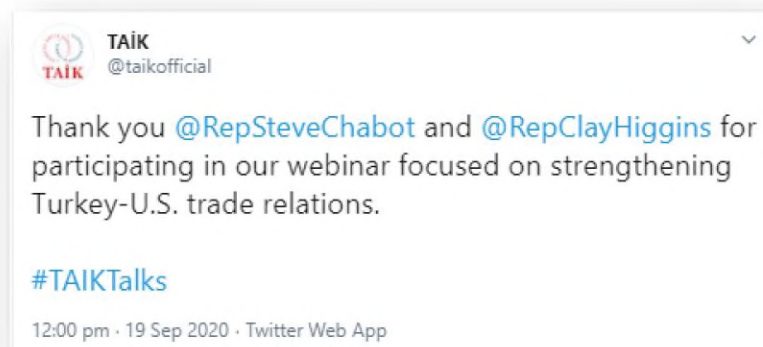 TAİK
@taikofficial
TAİK
Thank you @RepSteveChabot and @RepClayHiggins for
participating in our webinar focused on strengthening
Turkey-U.S. trade relations.
#TAIKTalks
12:00 pm · 19 Sep 2020 · Twitter Web App